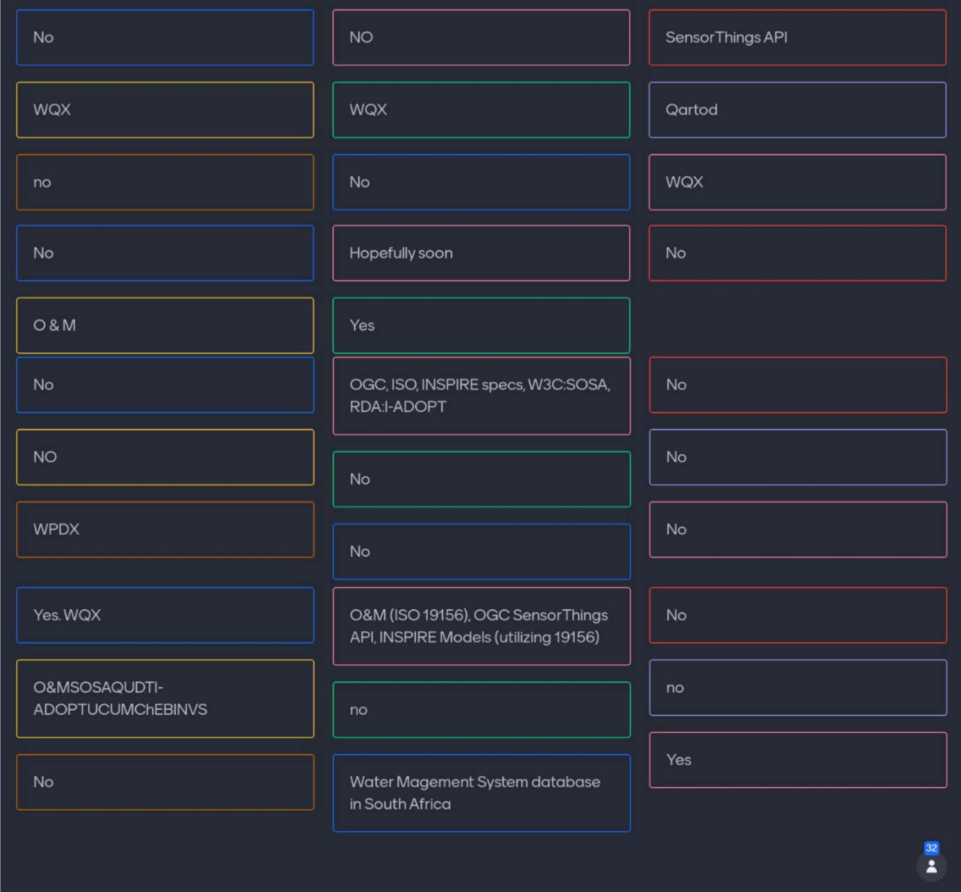 No
NO
SensorThings API
WQX
WQX
Qartod
no
No
WQX
No
Hopefully soon
No
O & M
Yes
No
OGC, ISO, INSPIRE specs, W3C:SOSA,
RDA:I-ADOPT
No
NO
No
No
WPDX
No
No
Yes. WQX
O&M (ISO 19156), OGC SensorThings
API, INSPIRE Models (utilizing 19156)
No
O&MSOSAQUDTI-
ADOPTUCUMChEBINVS
no
no
No
Water Magement System database
in South Africa
Yes
32